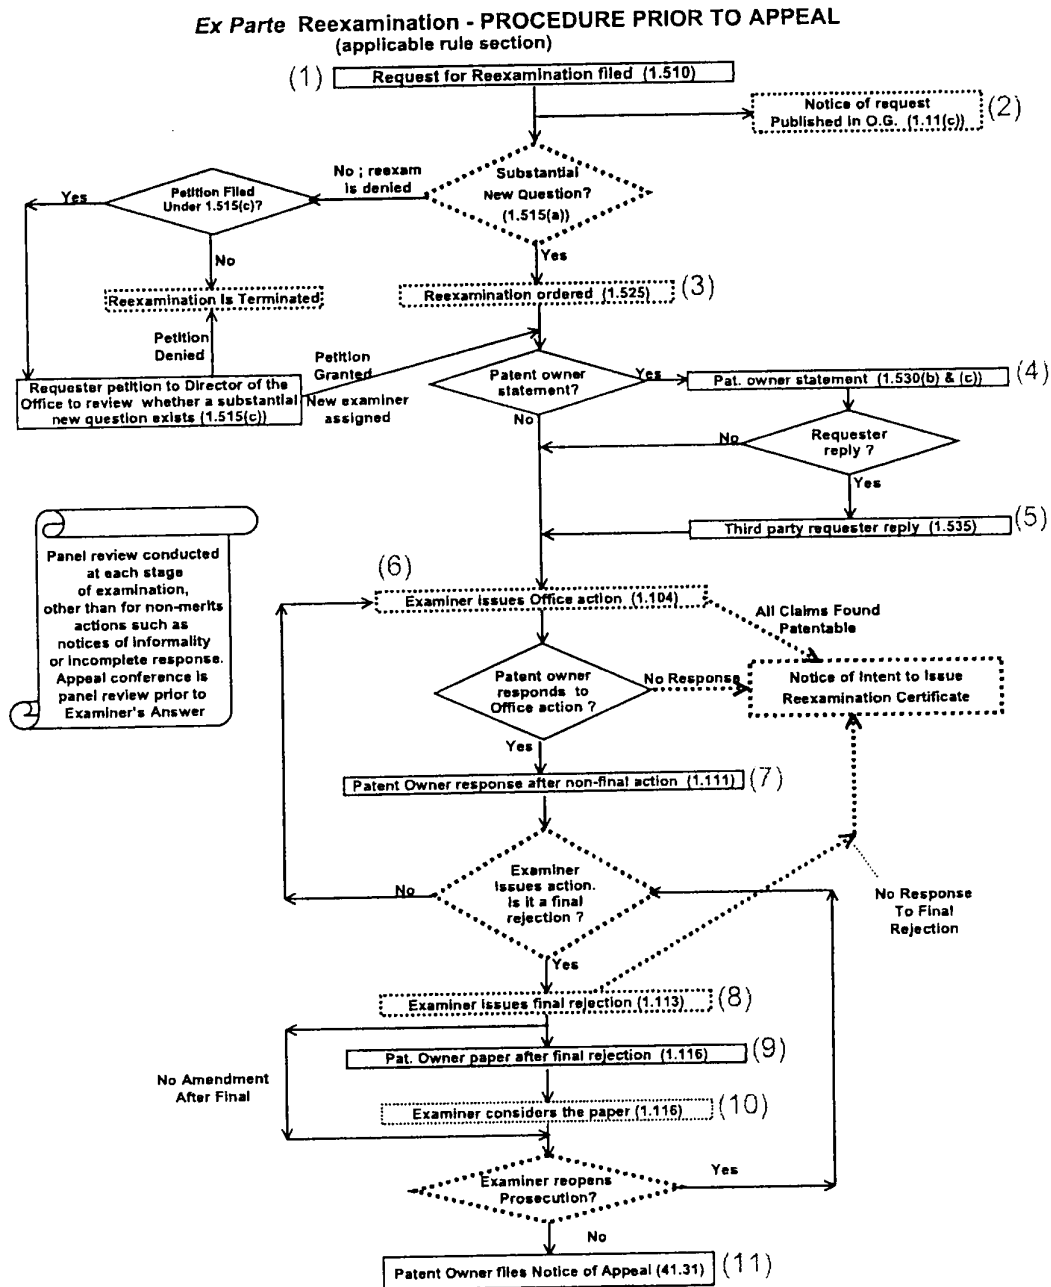 Ex Parte Reexamination - PROCEDURE PRIOR TO APPEAL
(applicable rule section)
(1)
Request for Reexamination filed (1.510)
Notice of request
Published in O.G. (1.11(c))
(2)
No ; reexam
is denied
Substantial
New Question?
(1.515(a))
Yes
Petition Filed
Under 1.515(c)?
No
Yes
Reexamination Is Terminated
Reexamination ordered (1.525)
(3)
Petition
Denied
Petition
Granted
Requester petition to Director of the
Office to review whether a substantial
new question exists (1.515(c))
New examiner
assigned
Patent owner
statement?
Yes
Pat. owner statement (1.530(b) & (c))
(4)
No
No
Requester
reply ?
Yes
Third party requester reply (1.535)
(5)
Panel review conducted
at each stage
of examination,
other than for non-merits
actions such as
notices of informality
or incomplete response.
Appeal conference is
panel review prior to
Examiner's Answer
(6)
Examiner issues Office action (1.104)
All Claims Found
Patentable
Patent owner
responds to
Office action ?
No Response
Notice of Intent to Issue
Reexamination Certificate
Yes
Patent Owner response after non-final action (1.111)
(7)
No
Examiner
issues action.
Is it a final
rejection ?
No Response
To Final
Rejection
Yes
Examiner issues final rejection (1.113)
(8)
Pat. Owner paper after final rejection (1.116)
(9)
No Amendment
After Final
Examiner considers the paper (1.116)
(10)
Examiner reopens
Prosecution?
Yes
No
Patent Owner files Notice of Appeal (41.31)
(11)